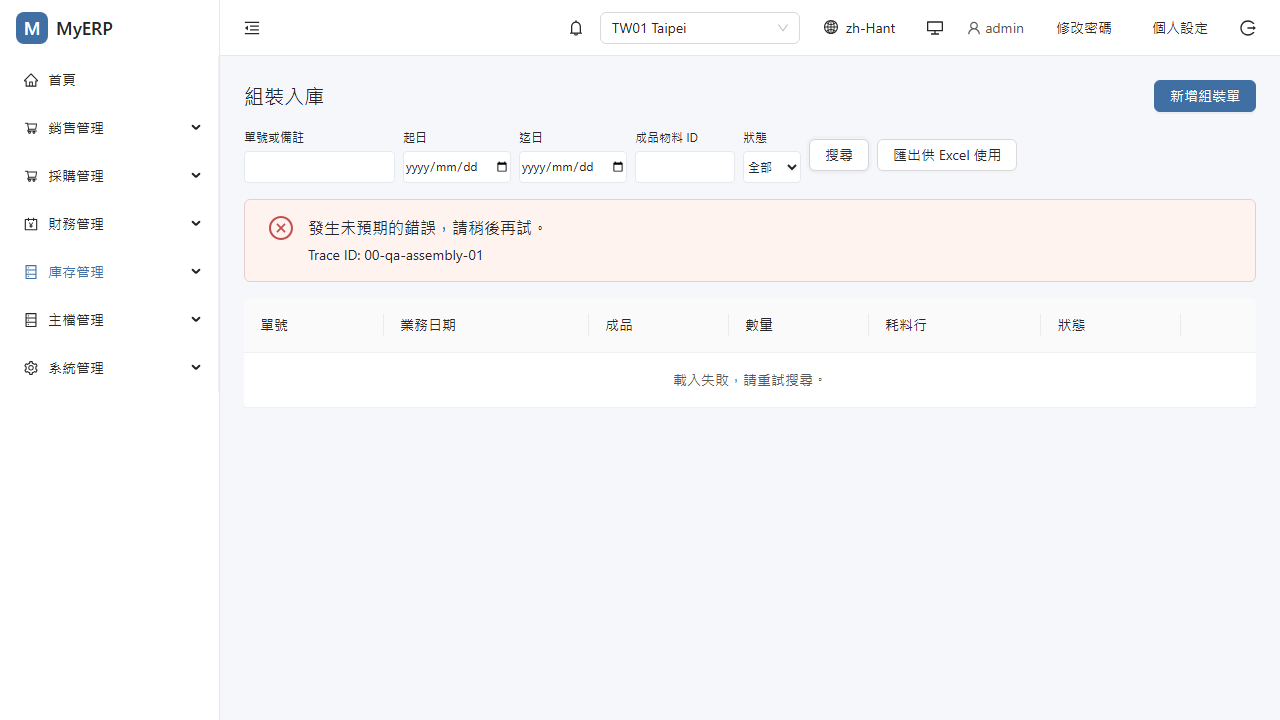 M MyERP
TW01 Taipei
zh-Hant
admin
修改密碼
個人設定
首頁
銷售管理
採購管理
財務管理
庫存管理
主檔管理
系統管理
組裝入庫
新增組裝單
單號或備註
起日
迄日
成品物料 ID
狀態
yyyy/mm/dd
yyyy/mm/dd
全部
搜尋
匯出供 Excel 使用
發生未預期的錯誤，請稍後再試。
Trace ID: 00-qa-assembly-01
單號
業務日期
成品
數量
耗料行
狀態
載入失敗，請重試搜尋。